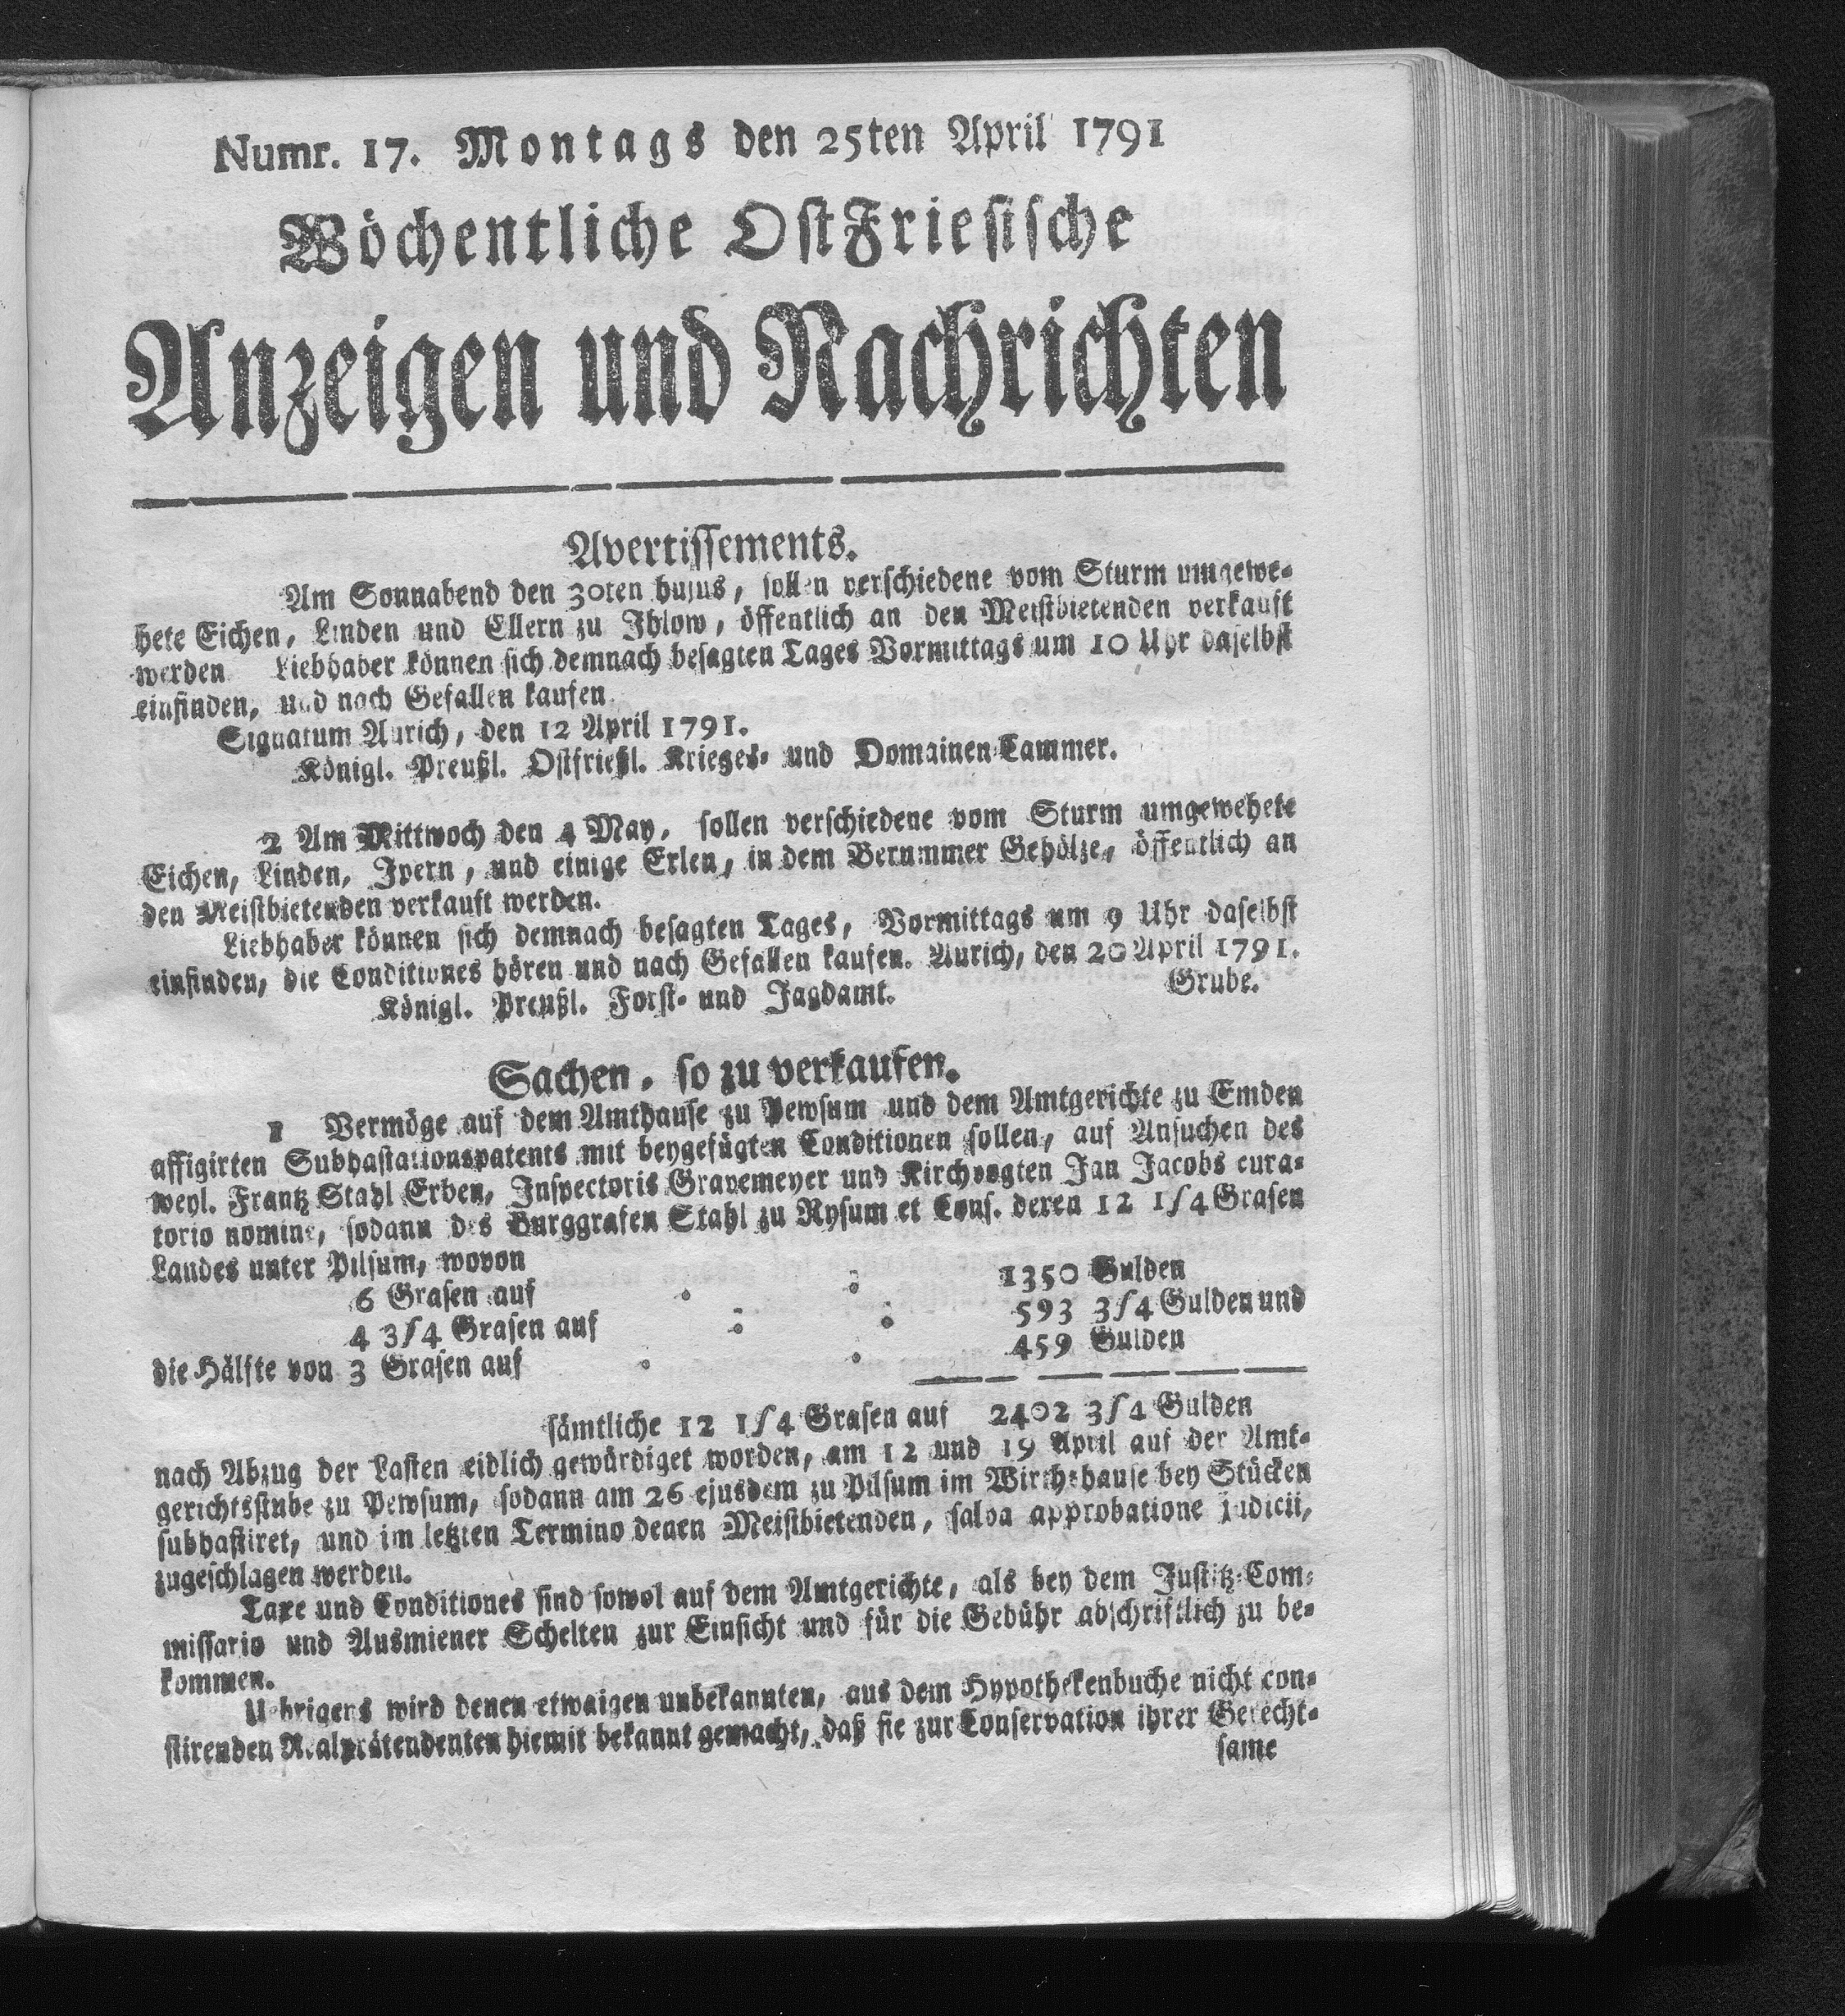 Numr. 17. Montags den 25ten April 1791
Wöchentliche OstFriesische
Anzeigen und Nachrichten
Avertissements.
Am Sonnabend den 30ten hujus, sollen verschiedene vom Sturm umgewe-
hete Eichen, Linden und Ellern zu Ihlow, öffentlich an den Meistbietenden verkauft
werden Liebhaber können sich demnach besagten Tages Vormittags um 10 Uhr daselbst
einfinden, und nach Gefallen kaufen.
Signatum Aurich, den 12 April 1791.
Königl. Preußl. Ostfrießl. Krieges- und Domainen-Cammer.
2 Am Mittwoch den 4 May, sollen verschiedene vom Sturm umgewehete
Eichen, Linden, Ipern, und einige Erlen, in dem Berummer Gehölze, öffentlich an
den Meistbietenden verkauft werden.
Liebhaber können sich demnach besagten Tages, Vormittags um 9 Uhr daselbst
einfinden, die Conditiones hören und nach Gefallen kaufen. Aurich, den 20 April 1791.
Königl. Preußl. Forst- und Jagdamt. Grube.
Sachen, so zu verkaufen.
1 Vermöge auf dem Amthause zu Pewsum und dem Amtgerichte zu Emden
affigirten Subhastationspatents mit beygefügten Conditionen sollen, auf Ansuchen des
weyl. Frantz Stahl Erben, Inspectoris Gravemeyer und Kirchvogten Jan Jacobs cura-
torio nomine, sodann des Burggrafen Stahl zu Rysum et Cons. deren 12 1/4 Grasen
Landes unter Pilsum, wovon
6 Grasen auf 1350 Gulden
4 3/4 Grasen auf 593 3/4 Gulden und
die Hälfte von 3 Grasen auf 459 Gulden
sämtliche 12 1/4 Grasen auf 2402 3/4 Gulden
nach Abzug der Lasten eidlich gewürdiget worden, am 12 und 19 April auf der Amt-
gerichtsstube zu Pewsum, sodann am 26 ejusdem zu Pilsum im Wirthshause bey Stücken
subhastiret, und im letzten Termino denen Meistbietenden, salva approbatione judicii,
zugeschlagen werden.
Taxe und Conditiones sind sowol auf dem Amtgerichte, als bey dem Justitz-Com-
missario und Ausmiener Schelten zur Einsicht und für die Gebühr abschriftlich zu be-
kommen.
Uebrigens wird denen etwaigen unbekannten, aus dem Hypothekenbuche nicht con-
stirenden Realprätendenten hiemit bekannt gemacht, daß sie zur Conservation ihrer Gerecht-
same